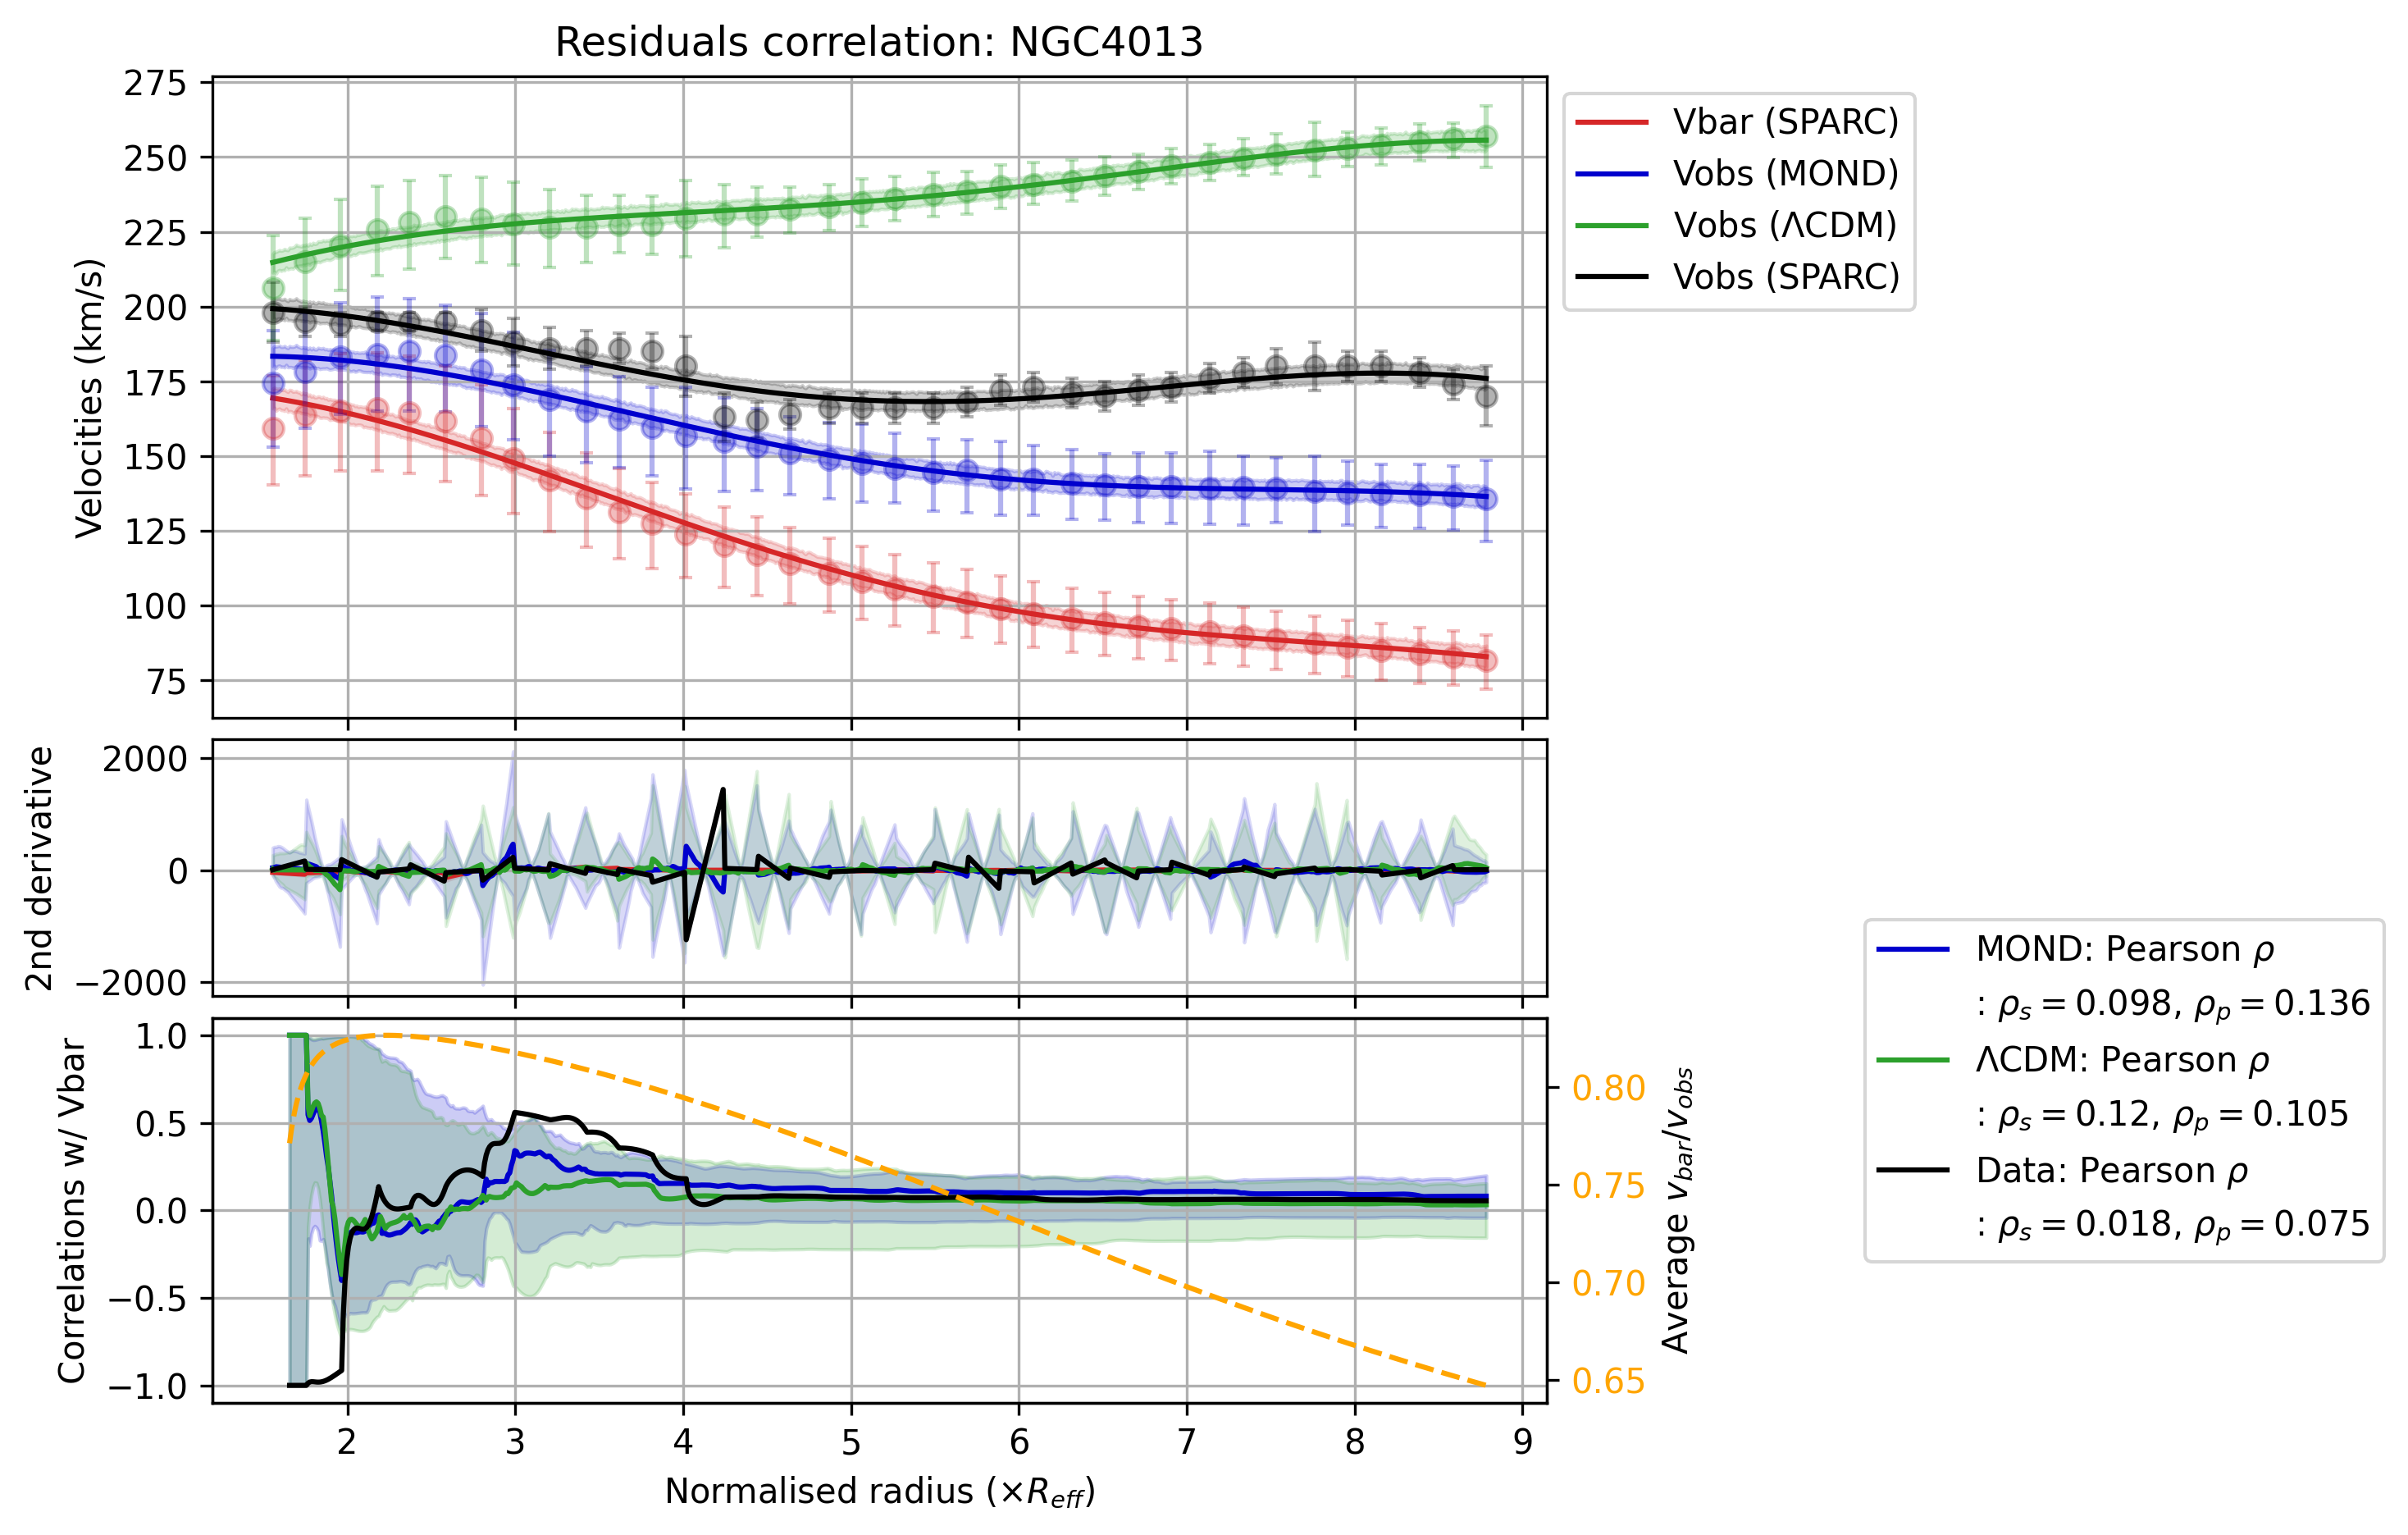 Residuals correlation: NGC4013
275
250
225
200
175
150
125
100
75
Velocities (km/s)
Vbar (SPARC)
Vobs (MOND)
Vobs (ΛCDM)
Vobs (SPARC)
2000
0
−2000
2nd derivative
1.0
0.5
0.0
−0.5
−1.0
Correlations w/ Vbar
0.80
0.75
0.70
0.65
Average v_bar/v_obs
MOND: Pearson ρ
: ρ_s = 0.098, ρ_p = 0.136
ΛCDM: Pearson ρ
: ρ_s = 0.12, ρ_p = 0.105
Data: Pearson ρ
: ρ_s = 0.018, ρ_p = 0.075
2 3 4 5 6 7 8 9
Normalised radius (×R_eff)